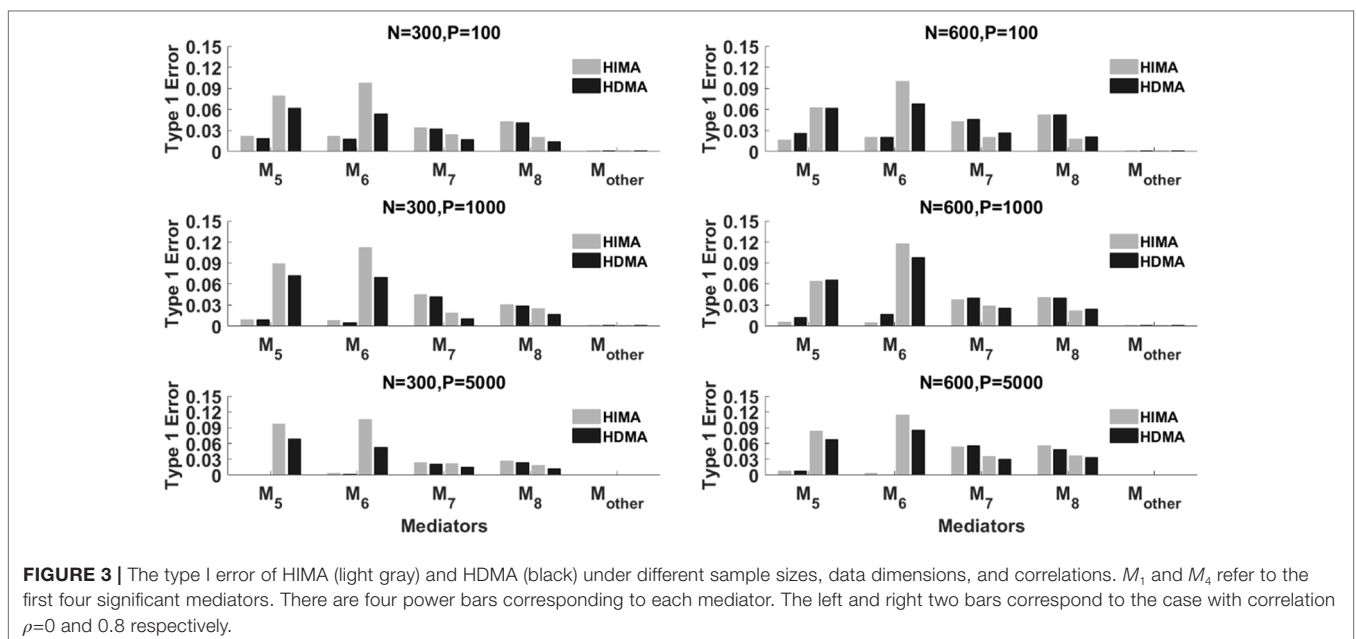 N=300,P=100
0.15
0.12
0.09
0.06
0.03
0
Type 1 Error
HIMA
HDMA
M5 M6 M7 M8 Mother
N=600,P=100
0.15
0.12
0.09
0.06
0.03
0
Type 1 Error
HIMA
HDMA
M5 M6 M7 M8 Mother
N=300,P=1000
0.15
0.12
0.09
0.06
0.03
0
Type 1 Error
HIMA
HDMA
M5 M6 M7 M8 Mother
N=600,P=1000
0.15
0.12
0.09
0.06
0.03
0
Type 1 Error
HIMA
HDMA
M5 M6 M7 M8 Mother
N=300,P=5000
0.15
0.12
0.09
0.06
0.03
0
Type 1 Error
HIMA
HDMA
M5 M6 M7 M8 Mother
Mediators
N=600,P=5000
0.15
0.12
0.09
0.06
0.03
0
Type 1 Error
HIMA
HDMA
M5 M6 M7 M8 Mother
Mediators
FIGURE 3 | The type I error of HIMA (light gray) and HDMA (black) under different sample sizes, data dimensions, and correlations. M1 and M4 refer to the
first four significant mediators. There are four power bars corresponding to each mediator. The left and right two bars correspond to the case with correlation
ρ=0 and 0.8 respectively.